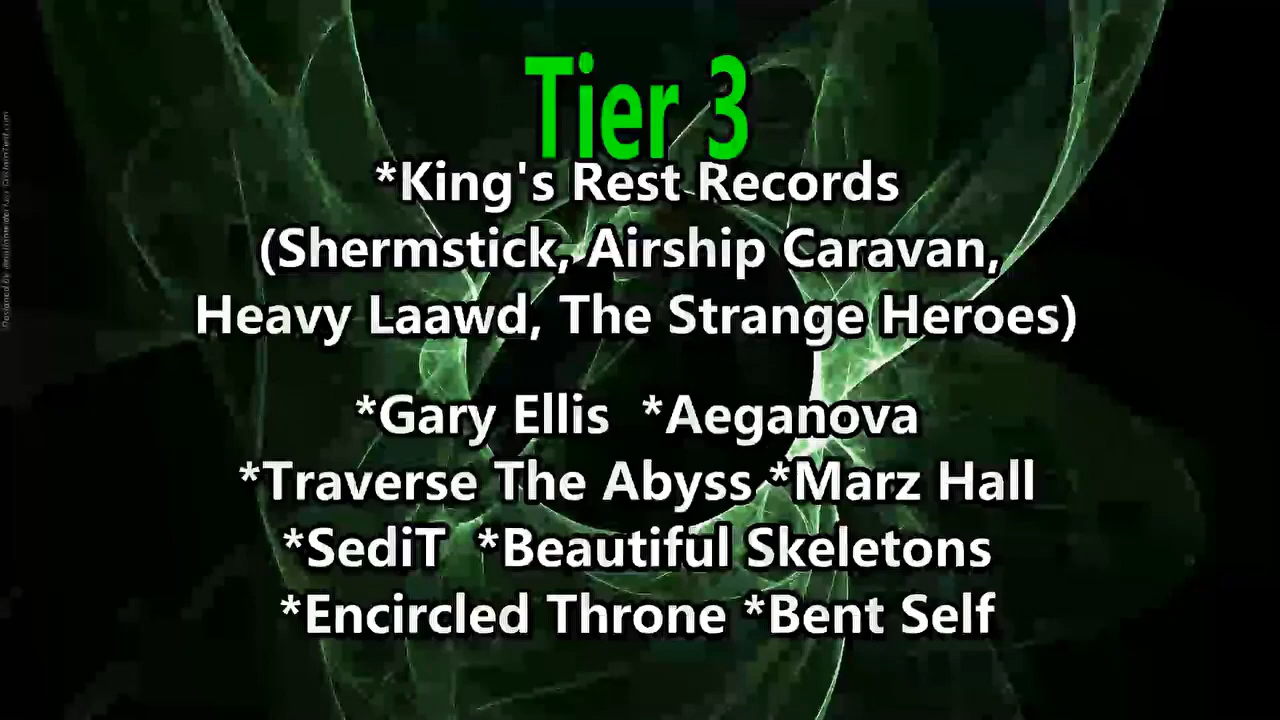 Tier 3
*King's Rest Records
(Shermstick, Airship Caravan,
Heavy Laawd, The Strange Heroes)
*Gary Ellis *Aeganova
*Traverse The Abyss *Marz Hall
*SediT *Beautiful Skeletons
*Encircled Throne *Bent Self